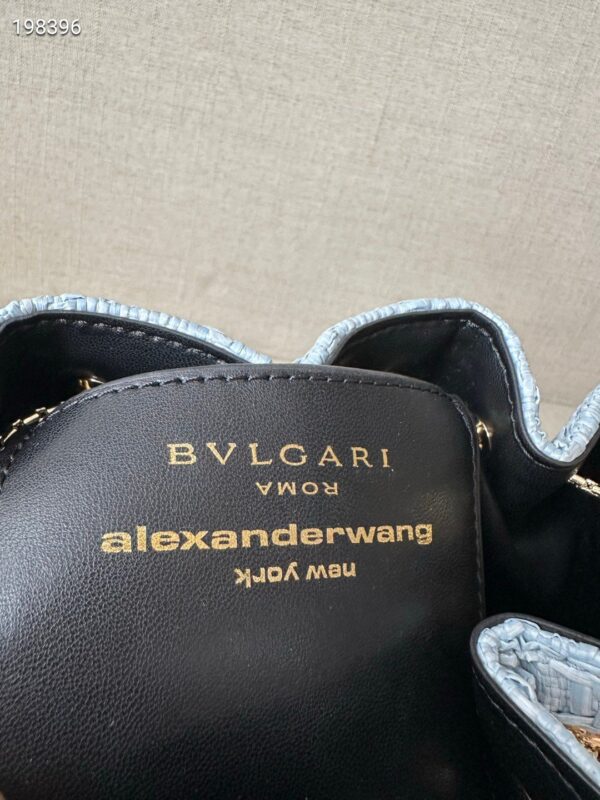 198396
BVLGARI
ROMA
alexanderwang
new york